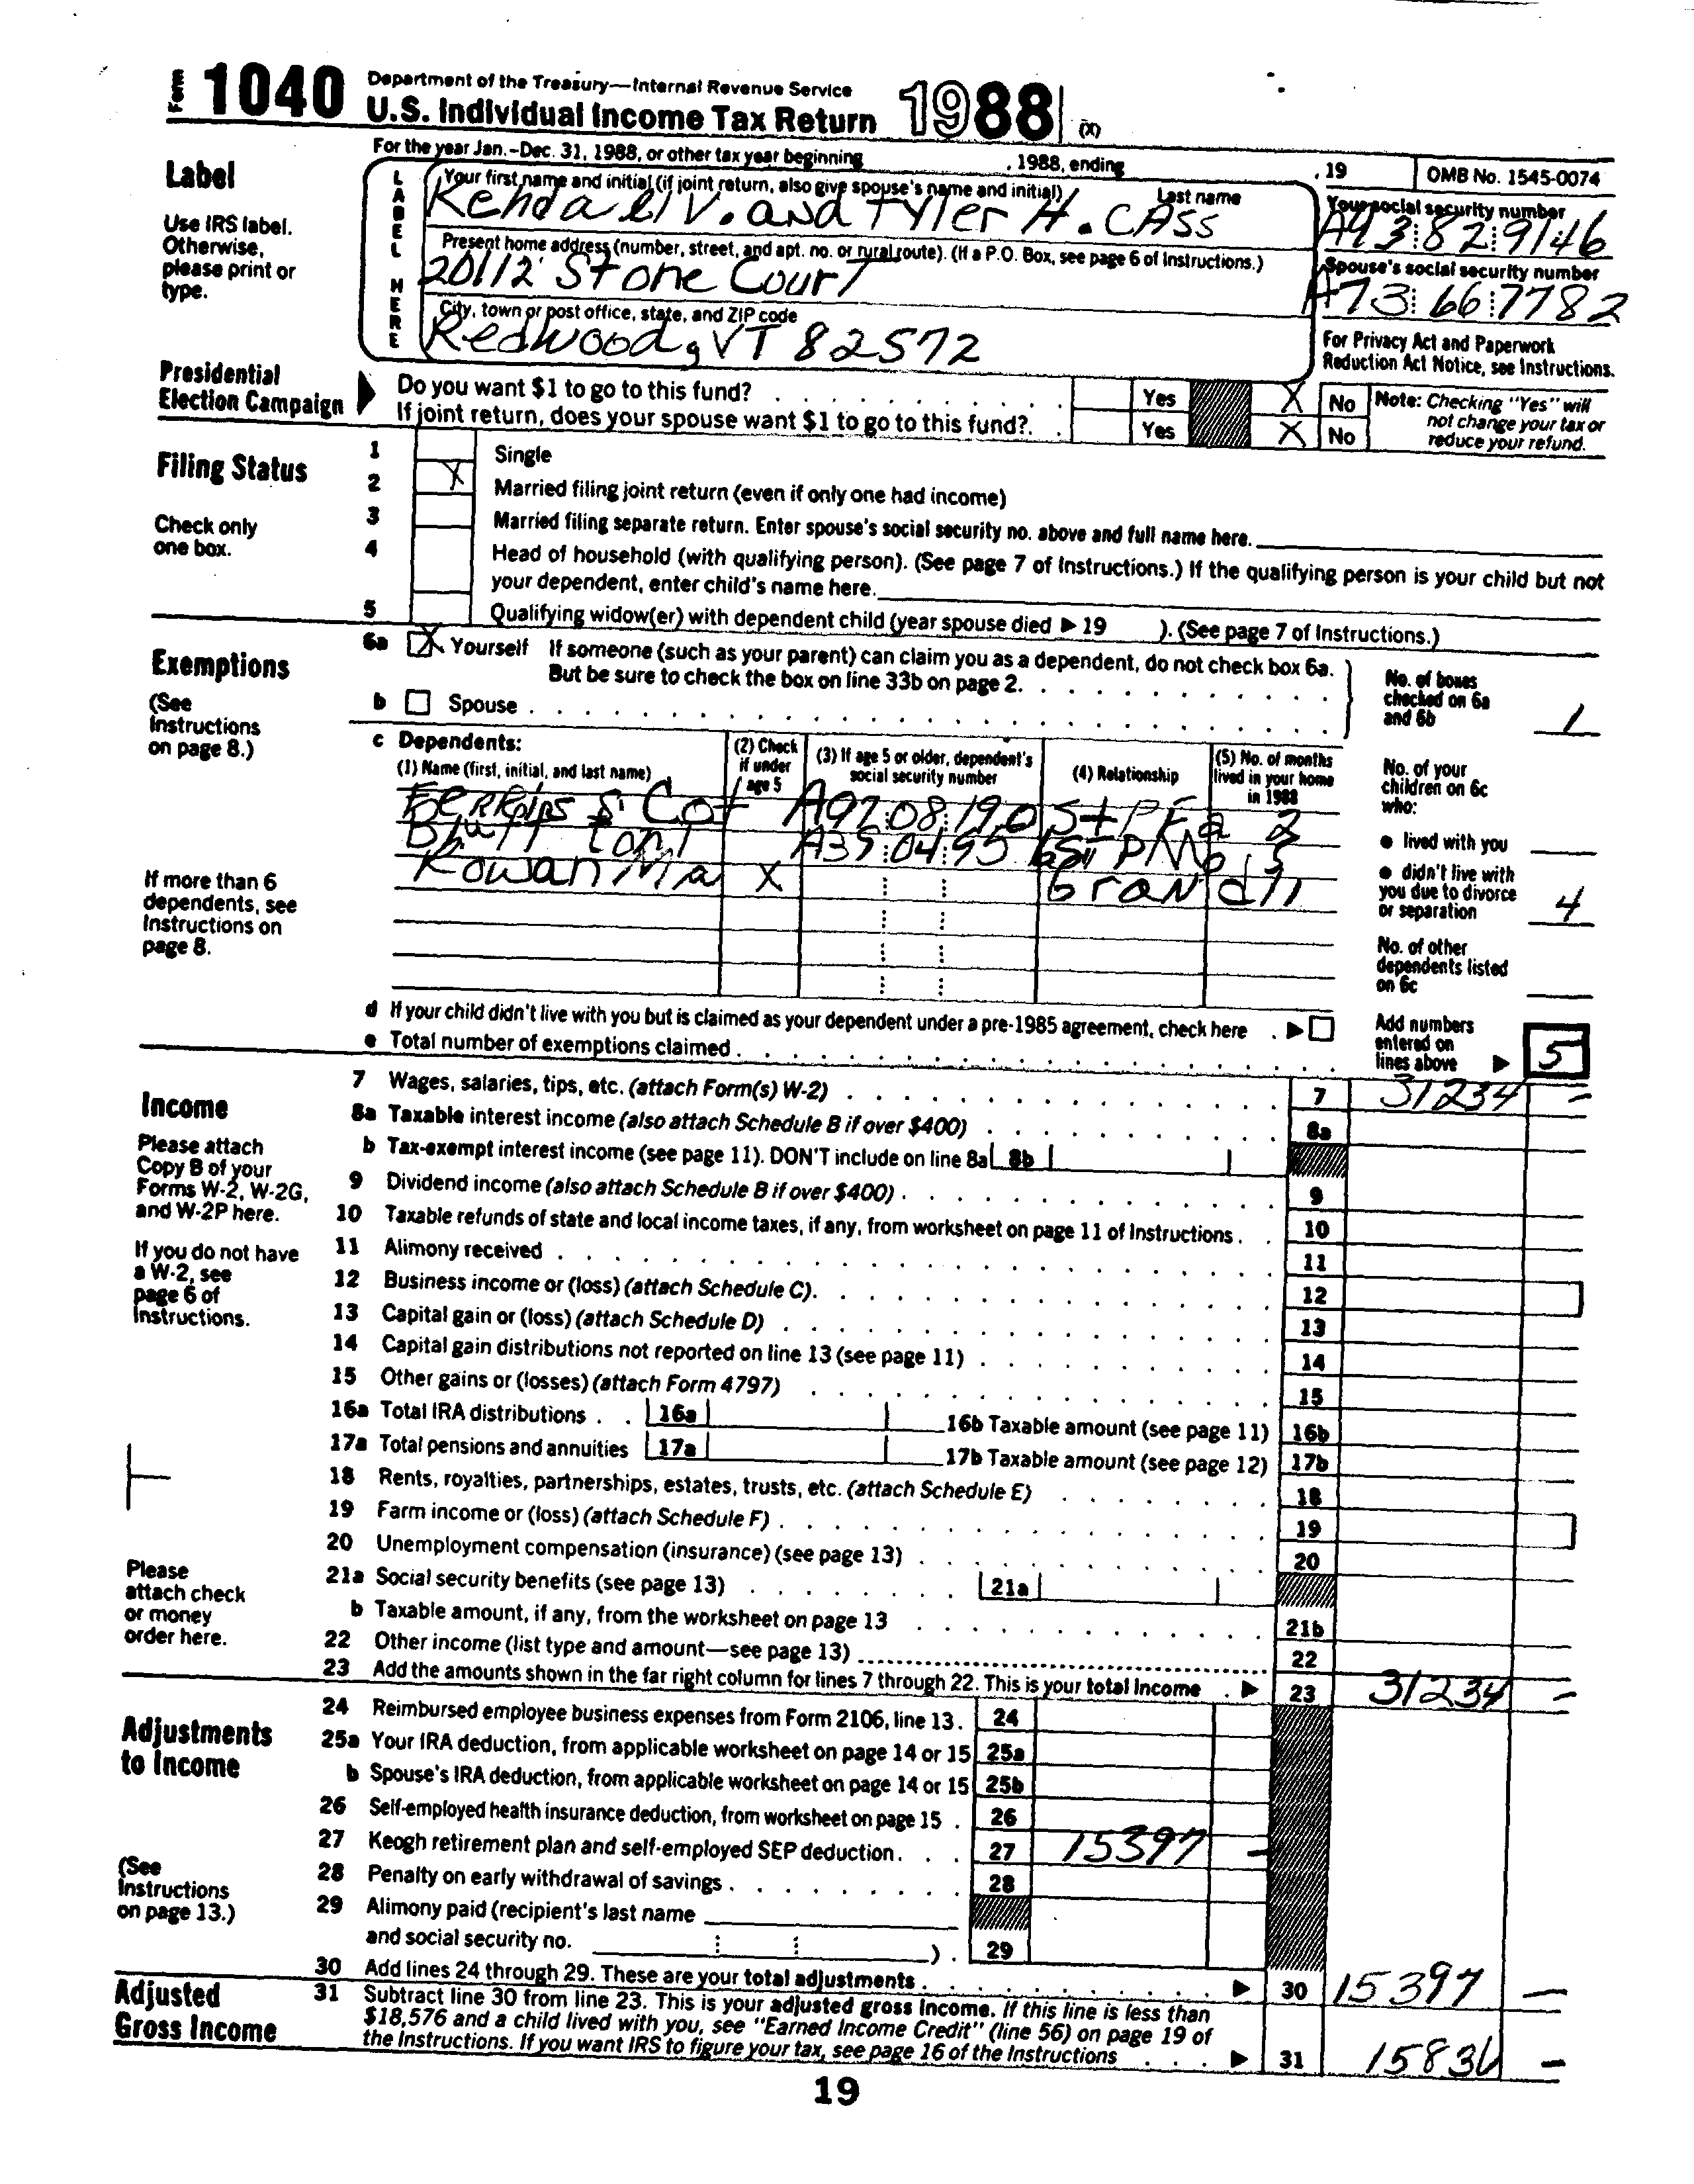 Form 1040 Department of the Treasury—Internal Revenue Service
U.S. Individual Income Tax Return 1988 (X)
For the year Jan.–Dec. 31, 1988, or other tax year beginning , 1988, ending , 19 OMB No. 1545-0074
Label
Use IRS label.
Otherwise,
please print or
type.
LABEL HERE
Your first name and initial (if joint return, also give spouse's name and initial) Last name
Kendall V. and Tyler H. CASS
Your social security number
A93 82 9146
Present home address (number, street, and apt. no. or rural route). (If a P.O. Box, see page 6 of Instructions.)
20112 Stone Court
Spouse's social security number
A73 66 7782
City, town or post office, state, and ZIP code
Redwood, VT 82572
For Privacy Act and Paperwork
Reduction Act Notice, see Instructions.
Presidential
Election Campaign
Do you want $1 to go to this fund? Yes X No
If joint return, does your spouse want $1 to go to this fund? Yes X No
Note: Checking "Yes" will
not change your tax or
reduce your refund.
Filing Status
Check only
one box.
1 Single
2 X Married filing joint return (even if only one had income)
3 Married filing separate return. Enter spouse's social security no. above and full name here.
4 Head of household (with qualifying person). (See page 7 of Instructions.) If the qualifying person is your child but not
your dependent, enter child's name here.
5 Qualifying widow(er) with dependent child (year spouse died ▶ 19 ). (See page 7 of Instructions.)
Exemptions
(See
Instructions
on page 8.)
6a X Yourself If someone (such as your parent) can claim you as a dependent, do not check box 6a.
But be sure to check the box on line 33b on page 2.
b Spouse
No. of boxes
checked on 6a
and 6b 1
c Dependents:
(1) Name (first, initial, and last name)
(2) Check
if under
age 5
(3) If age 5 or older, dependent's
social security number
(4) Relationship
(5) No. of months
lived in your home
in 1988
& Cot A97 08 190 StPFa 2
A35 04 95
Rowan Ma X Grand 11
If more than 6
dependents, see
Instructions on
page 8.
No. of your
children on 6c
who:
● lived with you
● didn't live with
you due to divorce
or separation 4
No. of other
dependents listed
on 6c
d If your child didn't live with you but is claimed as your dependent under a pre-1985 agreement, check here ▶
e Total number of exemptions claimed
Add numbers
entered on
lines above ▶ 5
Income
Please attach
Copy B of your
Forms W-2, W-2G,
and W-2P here.
If you do not have
a W-2, see
page 6 of
Instructions.
Please
attach check
or money
order here.
7 Wages, salaries, tips, etc. (attach Form(s) W-2) 7 31234 –
8a Taxable interest income (also attach Schedule B if over $400) 8a
b Tax-exempt interest income (see page 11). DON'T include on line 8a 8b
9 Dividend income (also attach Schedule B if over $400) 9
10 Taxable refunds of state and local income taxes, if any, from worksheet on page 11 of Instructions 10
11 Alimony received 11
12 Business income or (loss) (attach Schedule C) 12
13 Capital gain or (loss) (attach Schedule D) 13
14 Capital gain distributions not reported on line 13 (see page 11) 14
15 Other gains or (losses) (attach Form 4797) 15
16a Total IRA distributions 16a 16b Taxable amount (see page 11) 16b
17a Total pensions and annuities 17a 17b Taxable amount (see page 12) 17b
18 Rents, royalties, partnerships, estates, trusts, etc. (attach Schedule E) 18
19 Farm income or (loss) (attach Schedule F) 19
20 Unemployment compensation (insurance) (see page 13) 20
21a Social security benefits (see page 13) 21a
b Taxable amount, if any, from the worksheet on page 13 21b
22 Other income (list type and amount—see page 13) 22
23 Add the amounts shown in the far right column for lines 7 through 22. This is your total income ▶ 23 31234 –
Adjustments
to Income
(See
Instructions
on page 13.)
24 Reimbursed employee business expenses from Form 2106, line 13. 24
25a Your IRA deduction, from applicable worksheet on page 14 or 15 25a
b Spouse's IRA deduction, from applicable worksheet on page 14 or 15 25b
26 Self-employed health insurance deduction, from worksheet on page 15 26
27 Keogh retirement plan and self-employed SEP deduction 27 15397 –
28 Penalty on early withdrawal of savings 28
29 Alimony paid (recipient's last name
and social security no. ) 29
30 Add lines 24 through 29. These are your total adjustments ▶ 30 15397 –
Adjusted
Gross Income
31 Subtract line 30 from line 23. This is your adjusted gross income. If this line is less than
$18,576 and a child lived with you, see "Earned Income Credit" (line 56) on page 19 of
the Instructions. If you want IRS to figure your tax, see page 16 of the Instructions ▶ 31 15836 –
19